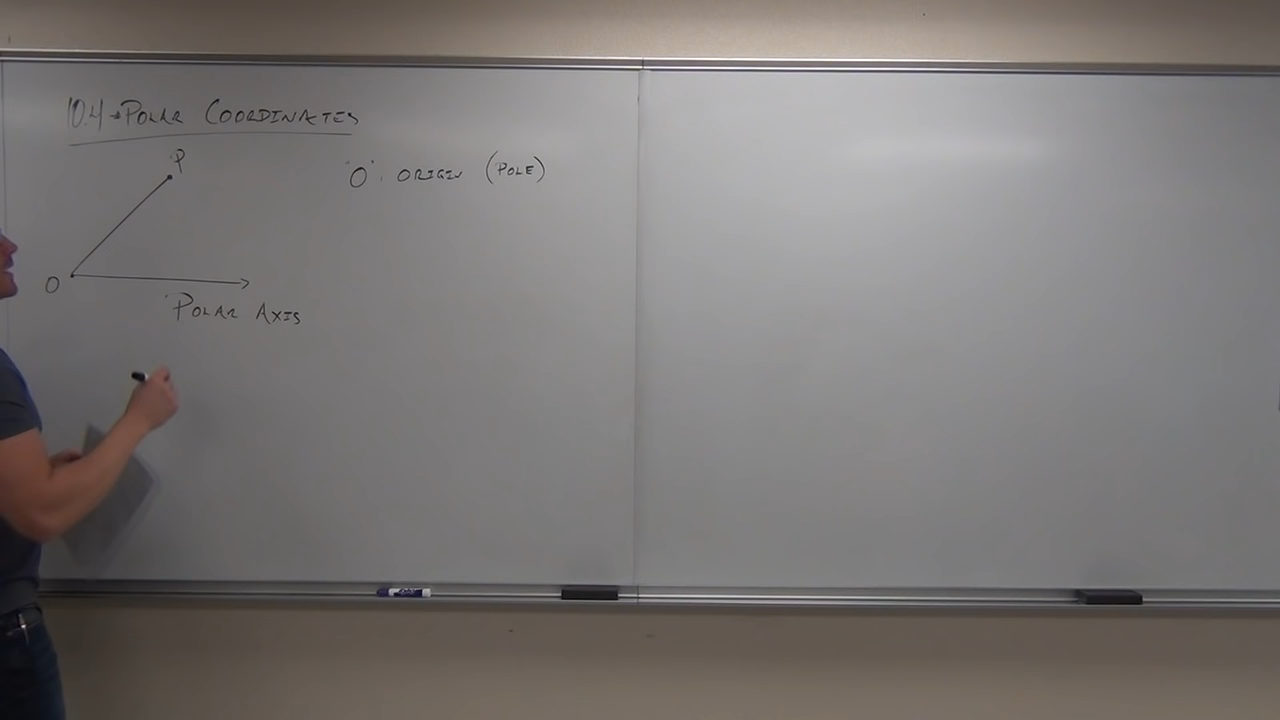 10.4 → POLAR COORDINATES
P
"O": ORIGIN (POLE)
O
POLAR AXIS